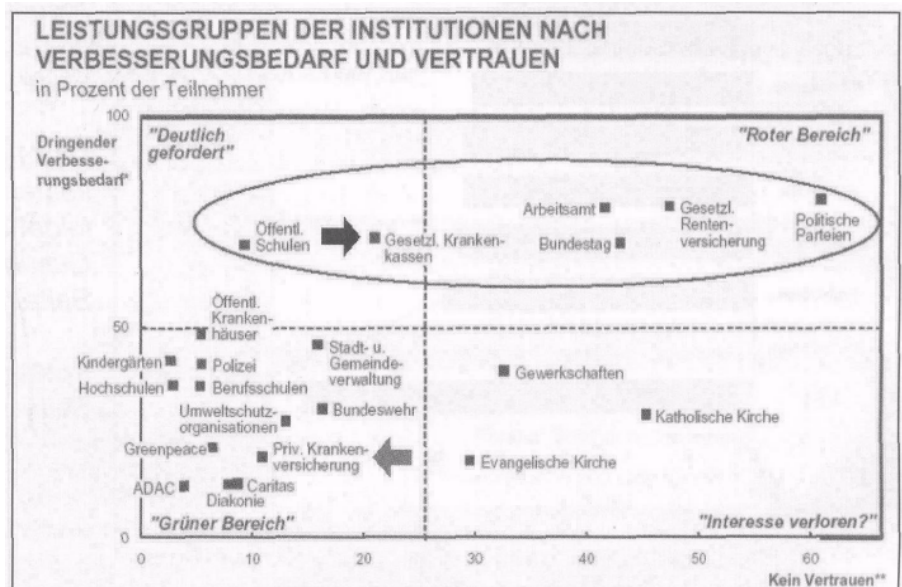 LEISTUNGSGRUPPEN DER INSTITUTIONEN NACH
VERBESSERUNGSBEDARF UND VERTRAUEN
in Prozent der Teilnehmer
100
Dringender
Verbesse-
rungsbedarf*
"Deutlich
gefordert"
"Roter Bereich"
Öffentl.
Schulen
Gesetzl. Kranken-
kassen
Arbeitsamt
Bundestag
Gesetzl.
Renten-
versicherung
Politische
Parteien
50
Öffentl.
Kranken-
häuser
Kindergärten
Polizei
Stadt- u.
Gemeinde-
verwaltung
Hochschulen
Berufsschulen
Gewerkschaften
Umweltschutz-
organisationen
Bundeswehr
Katholische Kirche
Greenpeace
Priv. Kranken-
versicherung
Evangelische Kirche
ADAC
Caritas
Diakonie
"Grüner Bereich"
"Interesse verloren?"
0
0 10 20 30 40 50 60
Kein Vertrauen**